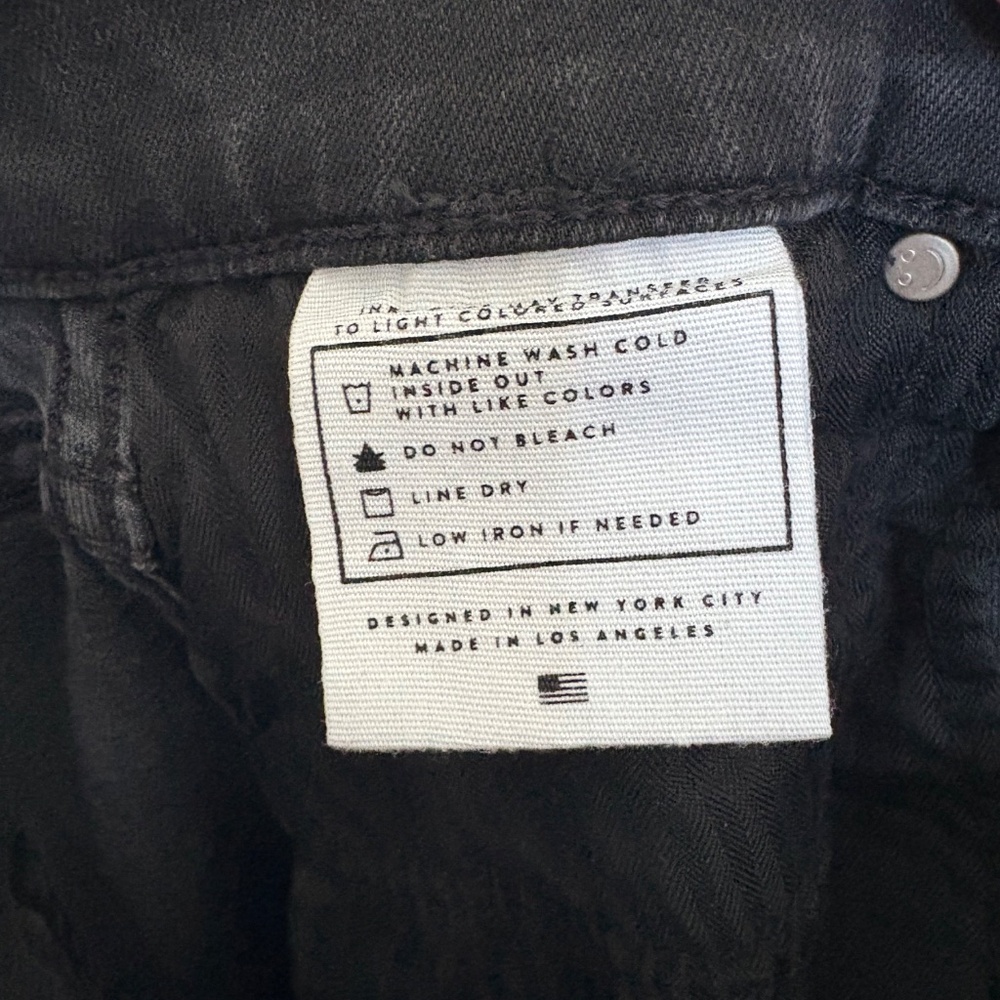 MAY TRANSFER
TO LIGHT COLORED SURFACES
MACHINE WASH COLD
INSIDE OUT
WITH LIKE COLORS
DO NOT BLEACH
LINE DRY
LOW IRON IF NEEDED
DESIGNED IN NEW YORK CITY
MADE IN LOS ANGELES